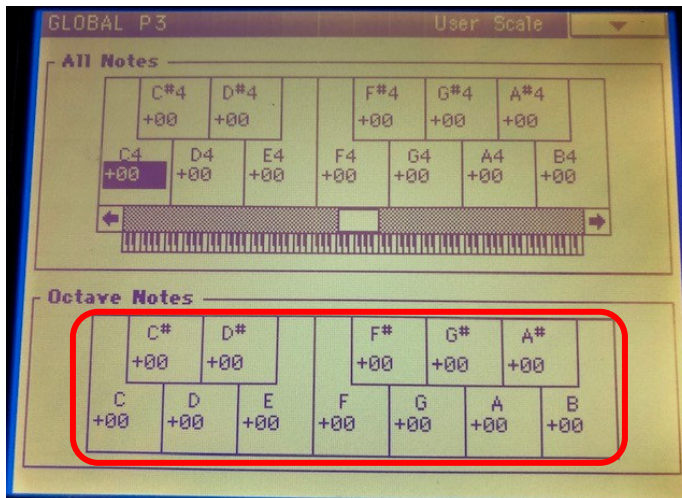 GLOBAL P3 User Scale
All Notes
C#4 D#4 F#4 G#4 A#4
+00 +00 +00 +00 +00
C4 D4 E4 F4 G4 A4 B4
+00 +00 +00 +00 +00 +00 +00
Octave Notes
C# D# F# G# A#
+00 +00 +00 +00 +00
C D E F G A B
+00 +00 +00 +00 +00 +00 +00